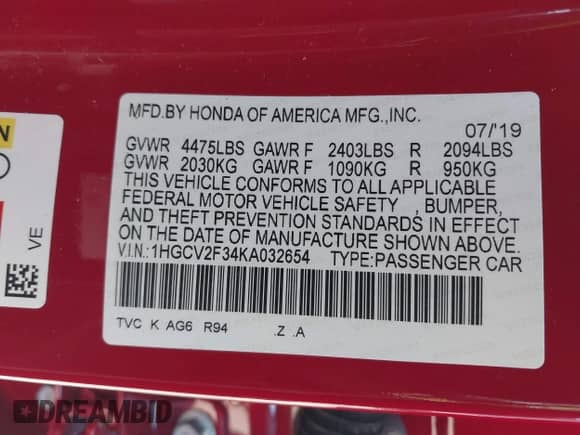 MFD.BY HONDA OF AMERICA MFG.,INC.
07/'19
GVWR 4475LBS GAWR F 2403LBS R 2094LBS
GVWR 2030KG GAWR F 1090KG R 950KG
THIS VEHICLE CONFORMS TO ALL APPLICABLE
FEDERAL MOTOR VEHICLE SAFETY , BUMPER,
AND THEFT PREVENTION STANDARDS IN EFFECT
ON THE DATE OF MANUFACTURE SHOWN ABOVE.
V.I.N.:1HGCV2F34KA032654 TYPE:PASSENGER CAR
TVC K AG6 R94 .Z .A
N
VE
DREAMBID